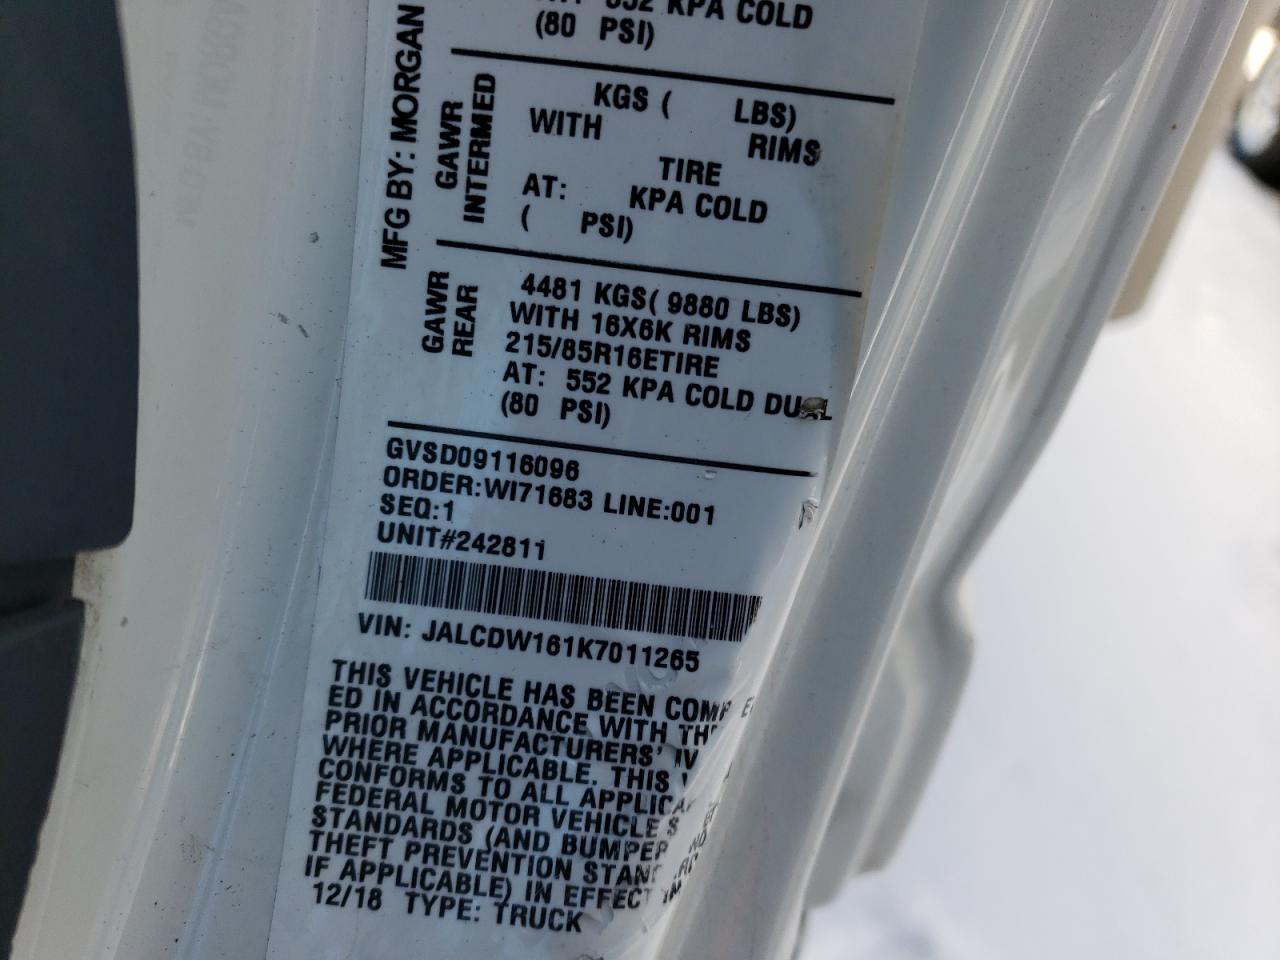 MFG BY: MORGAN
552 KPA COLD
(80 PSI)
GAWR
INTERMED
KGS ( LBS)
WITH RIMS
TIRE
AT: KPA COLD
( PSI)
GAWR
REAR
4481 KGS( 9880 LBS)
WITH 16X6K RIMS
215/85R16ETIRE
AT: 552 KPA COLD DUAL
(80 PSI)
GVSD09116096
ORDER:WI71683 LINE:001
SEQ:1
UNIT#242811
VIN: JALCDW161K7011265
THIS VEHICLE HAS BEEN
ED IN ACCORDANCE WITH
PRIOR MANUFACTURERS'
WHERE APPLICABLE. THIS
CONFORMS TO ALL
FEDERAL MOTOR VEHICLE
STANDARDS (AND BUMPER
THEFT PREVENTION
IF APPLICABLE) IN EFFECT
12/18 TYPE: TRUCK